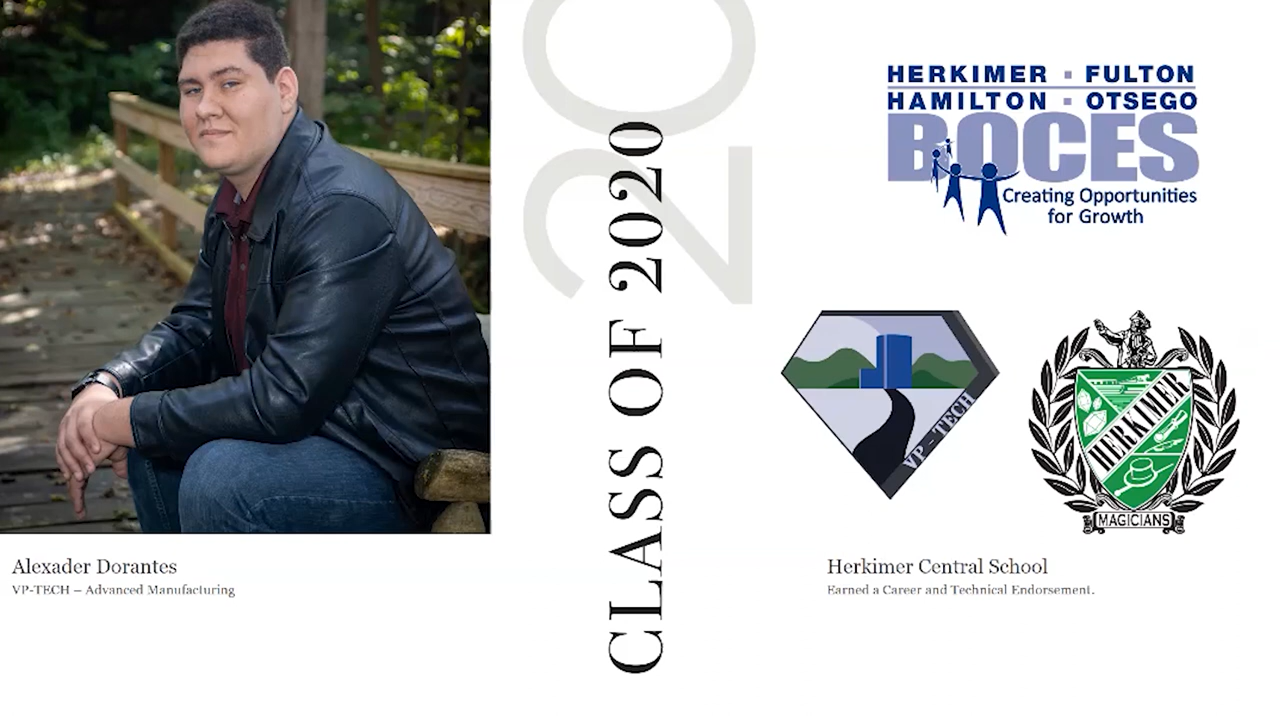 20
CLASS OF 2020
HERKIMER ▪ FULTON
HAMILTON ▪ OTSEGO
BOCES
Creating Opportunities
for Growth
VP - TECH
HERKIMER
MAGICIANS
Alexader Dorantes
VP-TECH – Advanced Manufacturing
Herkimer Central School
Earned a Career and Technical Endorsement.